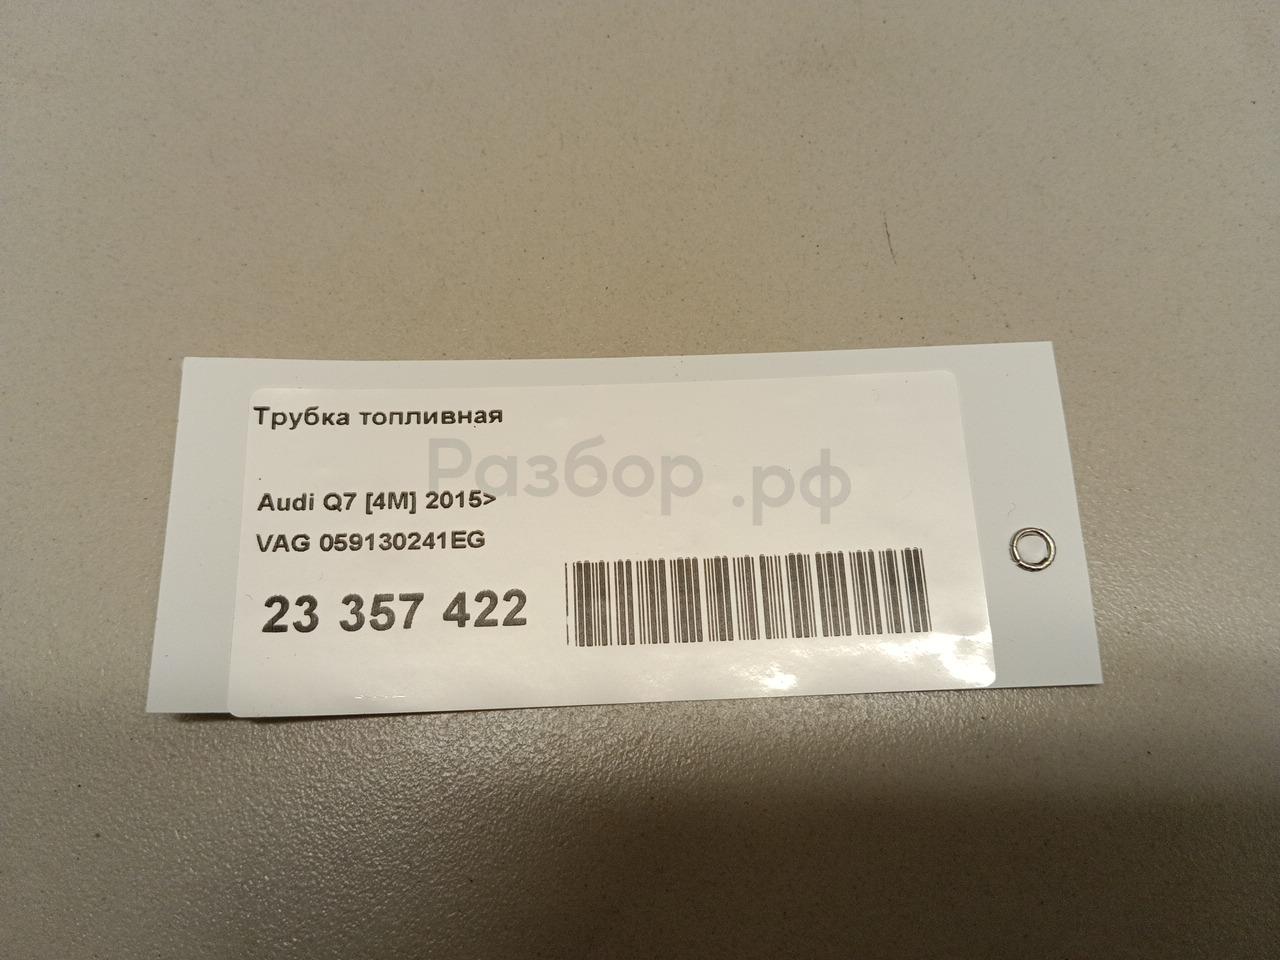 Трубка топливная
Разбор.рф
Audi Q7 [4M] 2015>
VAG 059130241EG
23 357 422